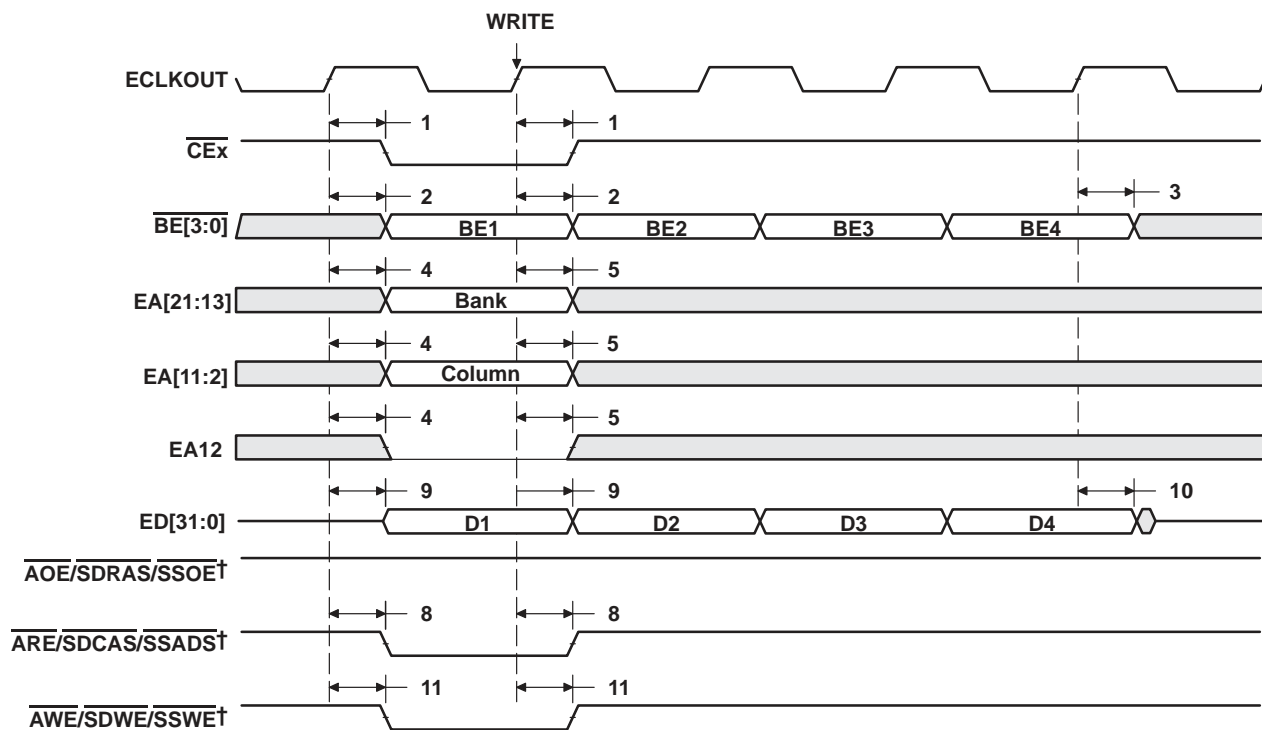 WRITE
ECLKOUT
1 1
CEx
2 2 3
BE[3:0] BE1 BE2 BE3 BE4
4 5
EA[21:13] Bank
4 5
EA[11:2] Column
4 5
EA12
9 9 10
ED[31:0] D1 D2 D3 D4
AOE/SDRAS/SSOE†
8 8
ARE/SDCAS/SSADS†
11 11
AWE/SDWE/SSWE†